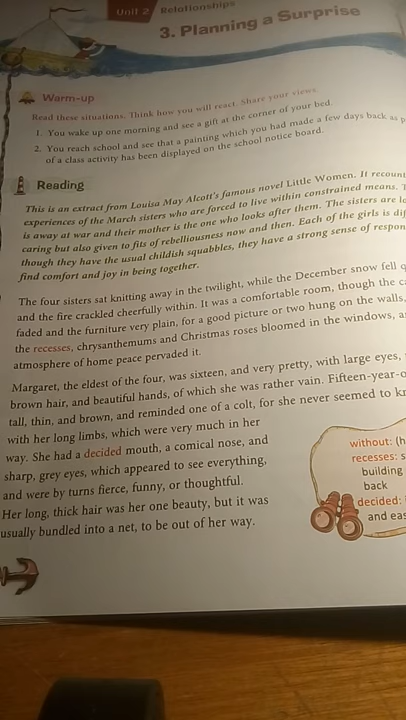 Unit 2 Relationships
3. Planning a Surprise
Warm-up
Read these situations. Think how you will react. Share your views.
1. You wake up one morning and see a gift at the corner of your bed.
2. You reach school and see that a painting which you had made a few days back as p
of a class activity has been displayed on the school notice board.
Reading
This is an extract from Louisa May Alcott's famous novel Little Women. It recount
experiences of the March sisters who are forced to live within constrained means. T
is away at war and their mother is the one who looks after them. The sisters are lo
caring but also given to fits of rebelliousness now and then. Each of the girls is dif
though they have the usual childish squabbles, they have a strong sense of respon
find comfort and joy in being together.
The four sisters sat knitting away in the twilight, while the December snow fell q
and the fire crackled cheerfully within. It was a comfortable room, though the ca
faded and the furniture very plain, for a good picture or two hung on the walls,
the recesses, chrysanthemums and Christmas roses bloomed in the windows, a
atmosphere of home peace pervaded it.
Margaret, the eldest of the four, was sixteen, and very pretty, with large eyes,
brown hair, and beautiful hands, of which she was rather vain. Fifteen-year-o
tall, thin, and brown, and reminded one of a colt, for she never seemed to kn
with her long limbs, which were very much in her
way. She had a decided mouth, a comical nose, and
sharp, grey eyes, which appeared to see everything,
and were by turns fierce, funny, or thoughtful.
Her long, thick hair was her one beauty, but it was
usually bundled into a net, to be out of her way.
without: (h
recesses: s
building
back
decided:
and eas